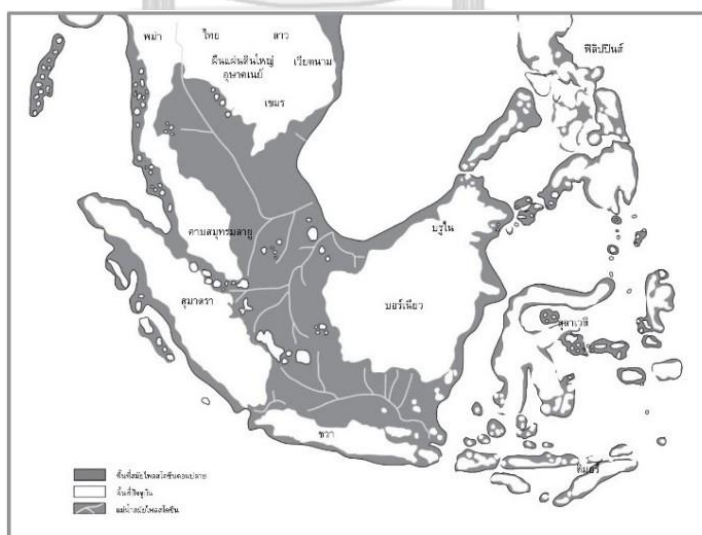 พม่า ไทย ลาว
ฟิลิปปินส์
ผืนแผ่นดินใหญ่ เวียดนาม
อุษาคเนย์
เขมร
คาบสมุทรมลายู
บรูไน
สุมาตรา
บอร์เนียว
สุลาเวสี
ชวา
ติมอร์
พื้นที่สมัยไพลสโตซีนตอนปลาย
พื้นที่ปัจจุบัน
แม่น้ำสมัยไพลสโตซีน